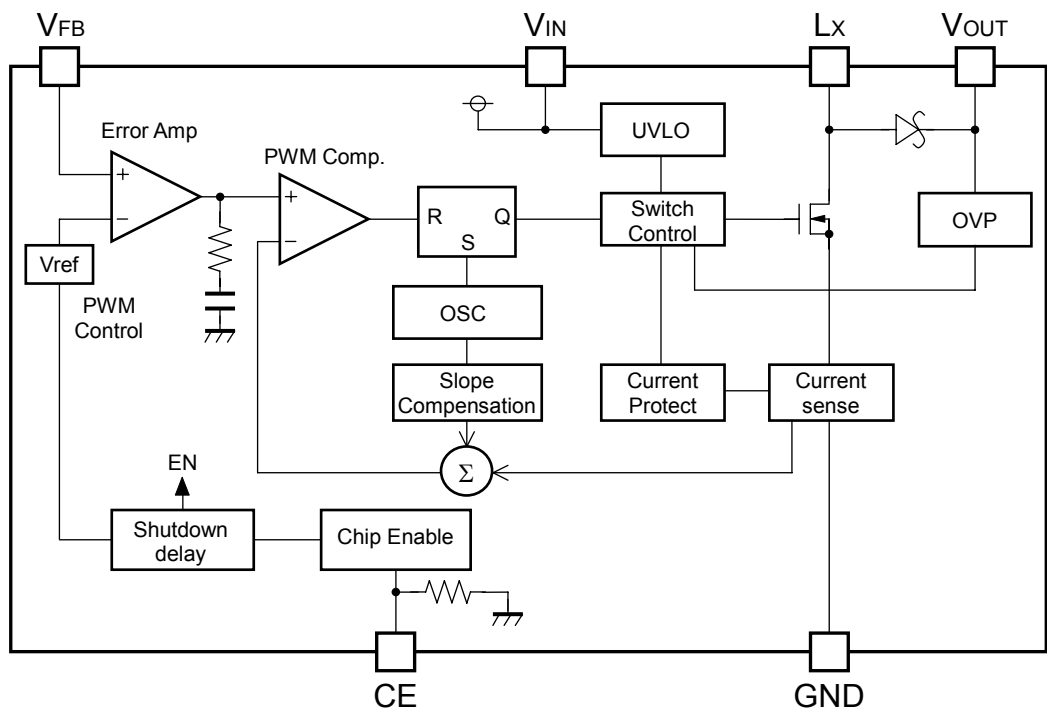 VFB
VIN
LX
VOUT
Error Amp
PWM Comp.
UVLO
+
−
+
−
R
Q
S
Switch
Control
OVP
Vref
PWM
Control
OSC
Slope
Compensation
Current
Protect
Current
sense
Σ
EN
Shutdown
delay
Chip Enable
CE
GND